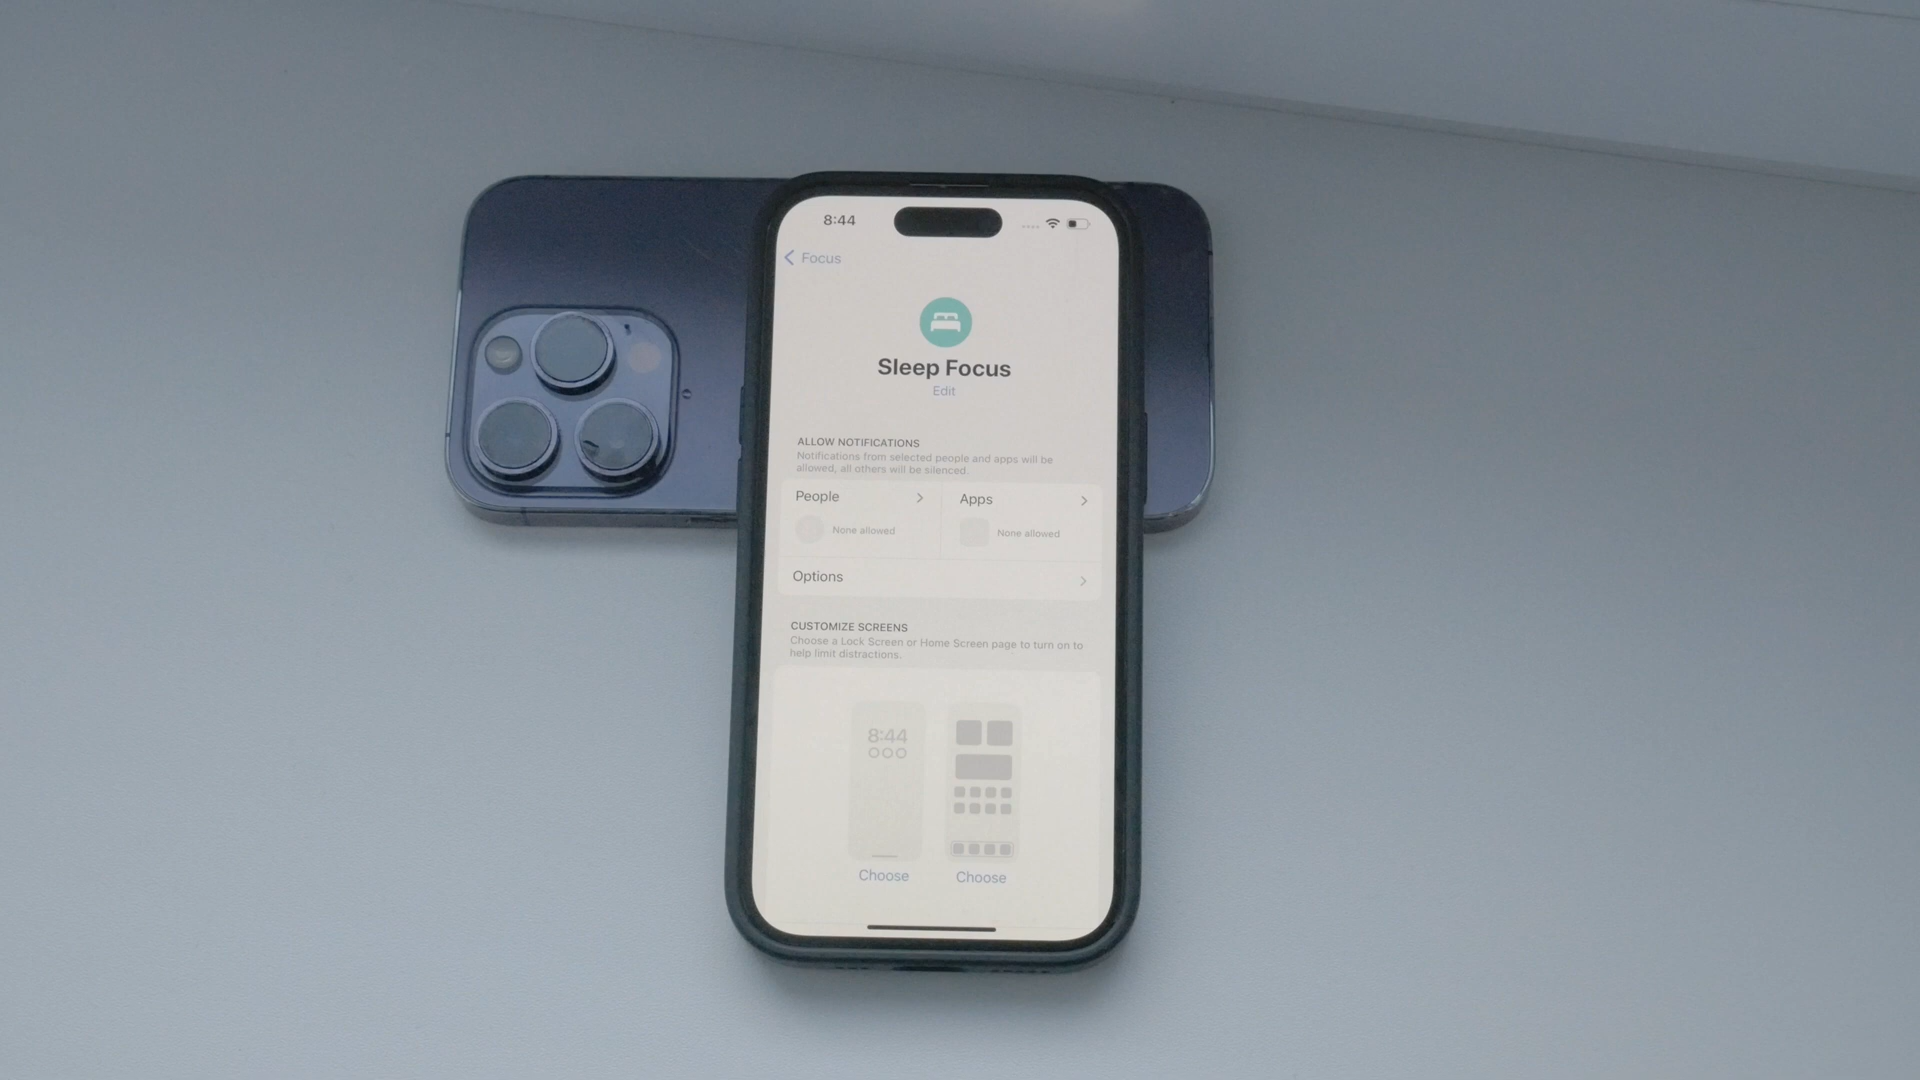 8:44
Focus
Sleep Focus
Edit
ALLOW NOTIFICATIONS
Notifications from selected people and apps will be
allowed, all others will be silenced.
People
Apps
None allowed
None allowed
Options
CUSTOMIZE SCREENS
Choose a Lock Screen or Home Screen page to turn on to
help limit distractions.
8:44
Choose
Choose